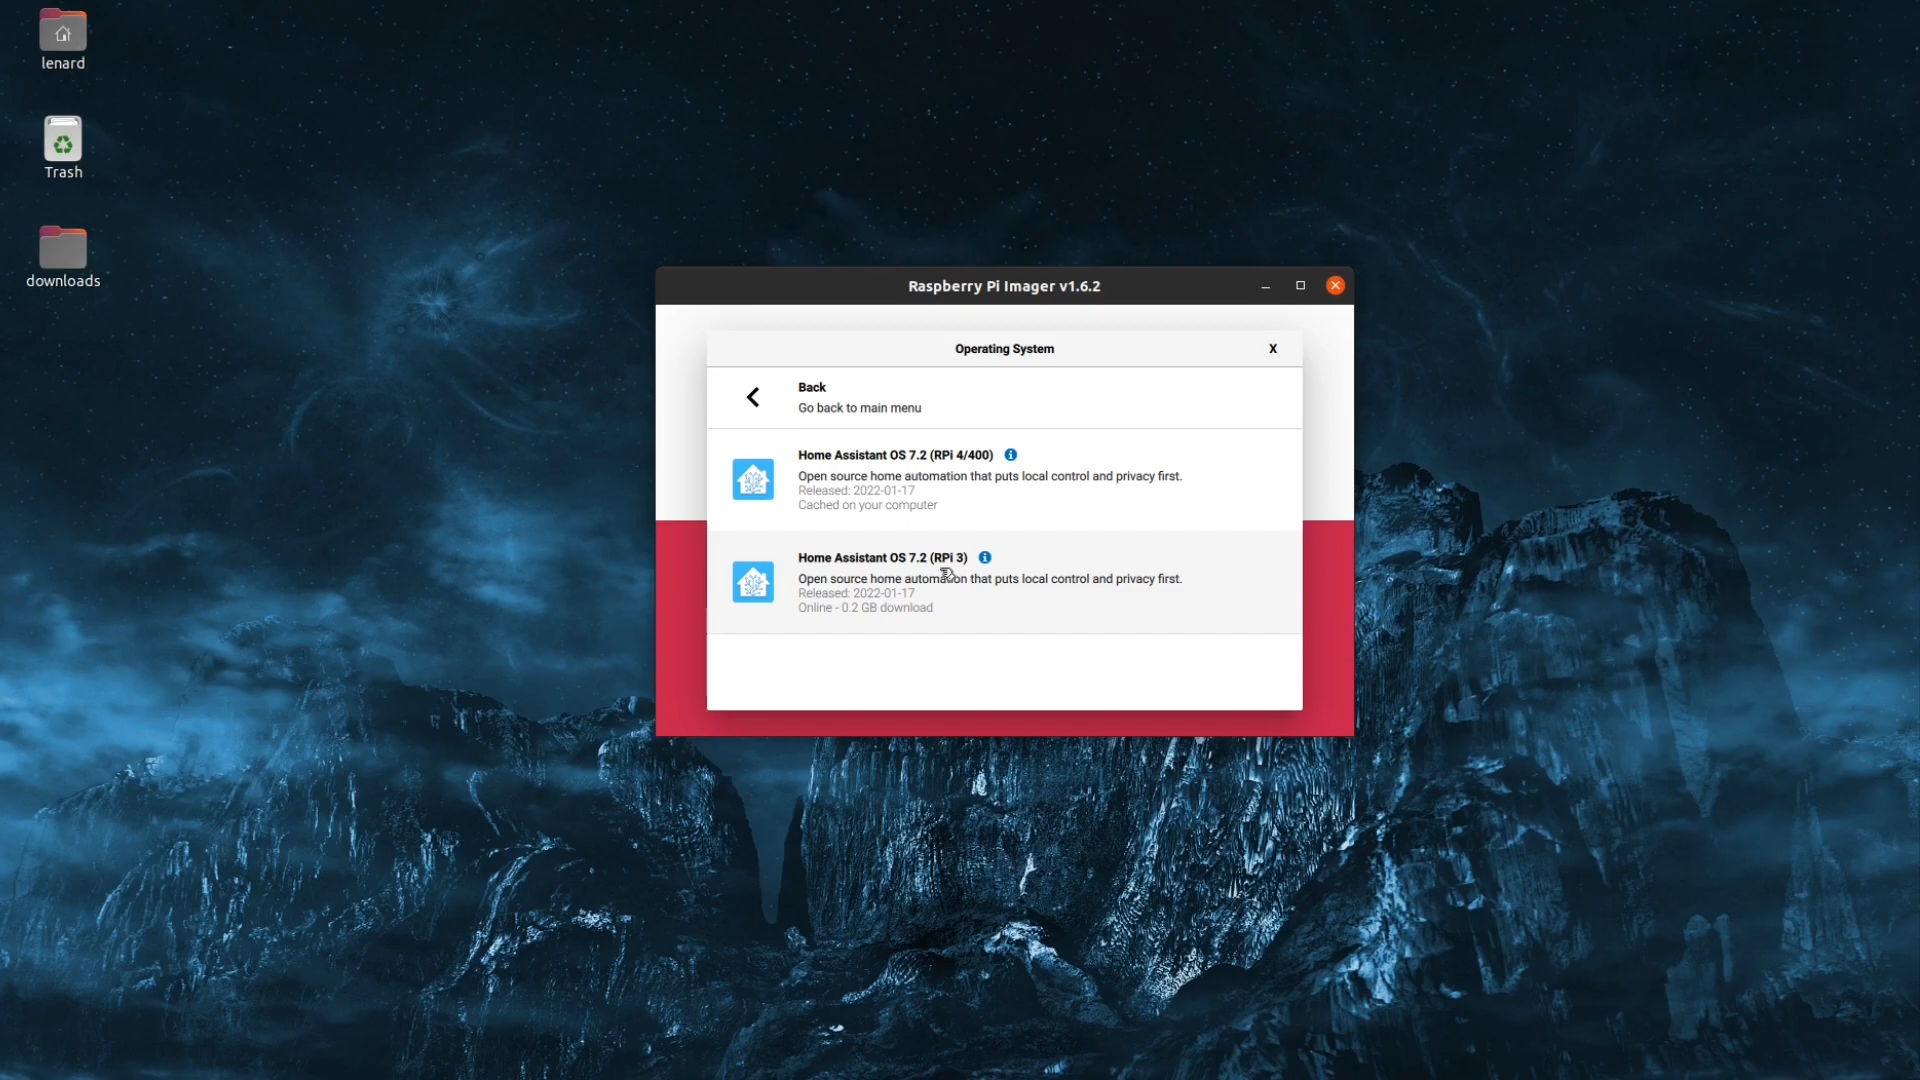 lenard
Trash
downloads
Raspberry Pi Imager v1.6.2
Operating System
X
Back
Go back to main menu
Home Assistant OS 7.2 (RPi 4/400)
Open source home automation that puts local control and privacy first.
Released: 2022-01-17
Cached on your computer
Home Assistant OS 7.2 (RPi 3)
Open source home automation that puts local control and privacy first.
Released: 2022-01-17
Online - 0.2 GB download